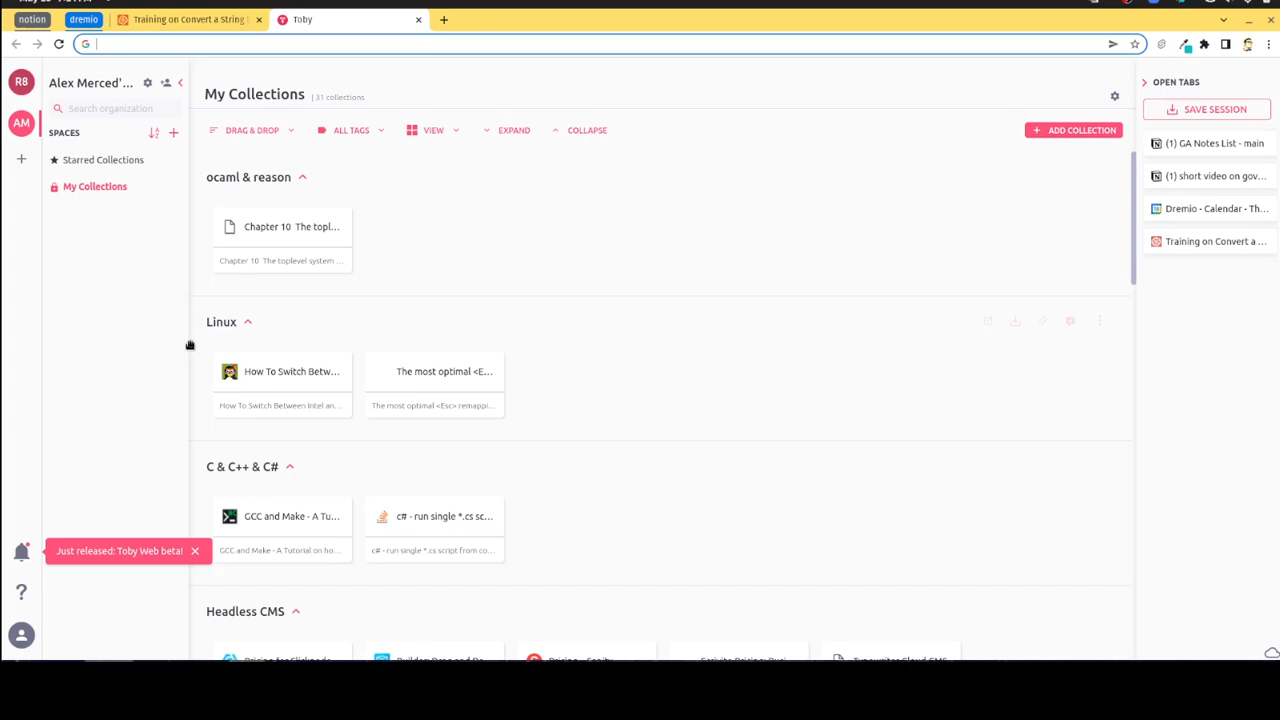 notion
dremio
Training on Convert a String
Toby
R8
Alex Merced'...
AM
Search organization
SPACES
Starred Collections
My Collections
Just released: Toby Web beta!
?
My Collections
| 31 collections
DRAG & DROP
ALL TAGS
VIEW
EXPAND
COLLAPSE
ADD COLLECTION
ocaml & reason
Chapter 10 The topl...
Chapter 10 The toplevel system ...
Linux
How To Switch Betw...
The most optimal <E...
How To Switch Between Intel an...
The most optimal <Esc> remappi...
C & C++ & C#
GCC and Make - A Tu...
c# - run single *.cs sc...
GCC and Make - A Tutorial on ho...
c# - run single *.cs script from co...
Headless CMS
OPEN TABS
SAVE SESSION
(1) GA Notes List - main
(1) short video on gov...
Dremio - Calendar - Th...
Training on Convert a ...